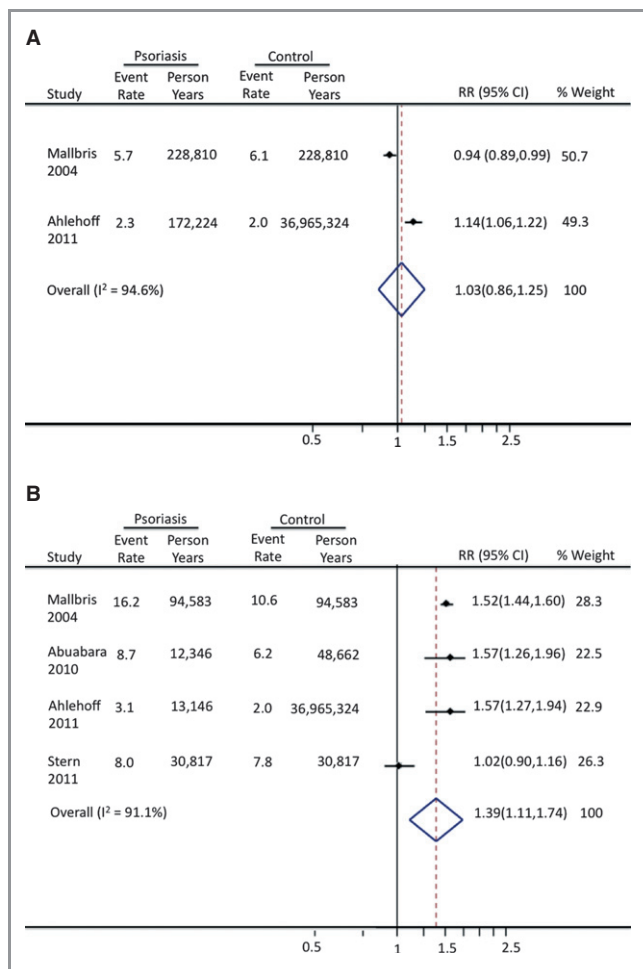 A
Psoriasis Control
Study Event Rate Person Years Event Rate Person Years RR (95% CI) % Weight
Mallbris 2004 5.7 228,810 6.1 228,810 0.94 (0.89,0.99) 50.7
Ahlehoff 2011 2.3 172,224 2.0 36,965,324 1.14(1.06,1.22) 49.3
Overall (I² = 94.6%) 1.03(0.86,1.25) 100
0.5 1 1.5 2.5
B
Psoriasis Control
Study Event Rate Person Years Event Rate Person Years RR (95% CI) % Weight
Mallbris 2004 16.2 94,583 10.6 94,583 1.52(1.44,1.60) 28.3
Abuabara 2010 8.7 12,346 6.2 48,662 1.57(1.26,1.96) 22.5
Ahlehoff 2011 3.1 13,146 2.0 36,965,324 1.57(1.27,1.94) 22.9
Stern 2011 8.0 30,817 7.8 30,817 1.02(0.90,1.16) 26.3
Overall (I² = 91.1%) 1.39(1.11,1.74) 100
0.5 1 1.5 2.5